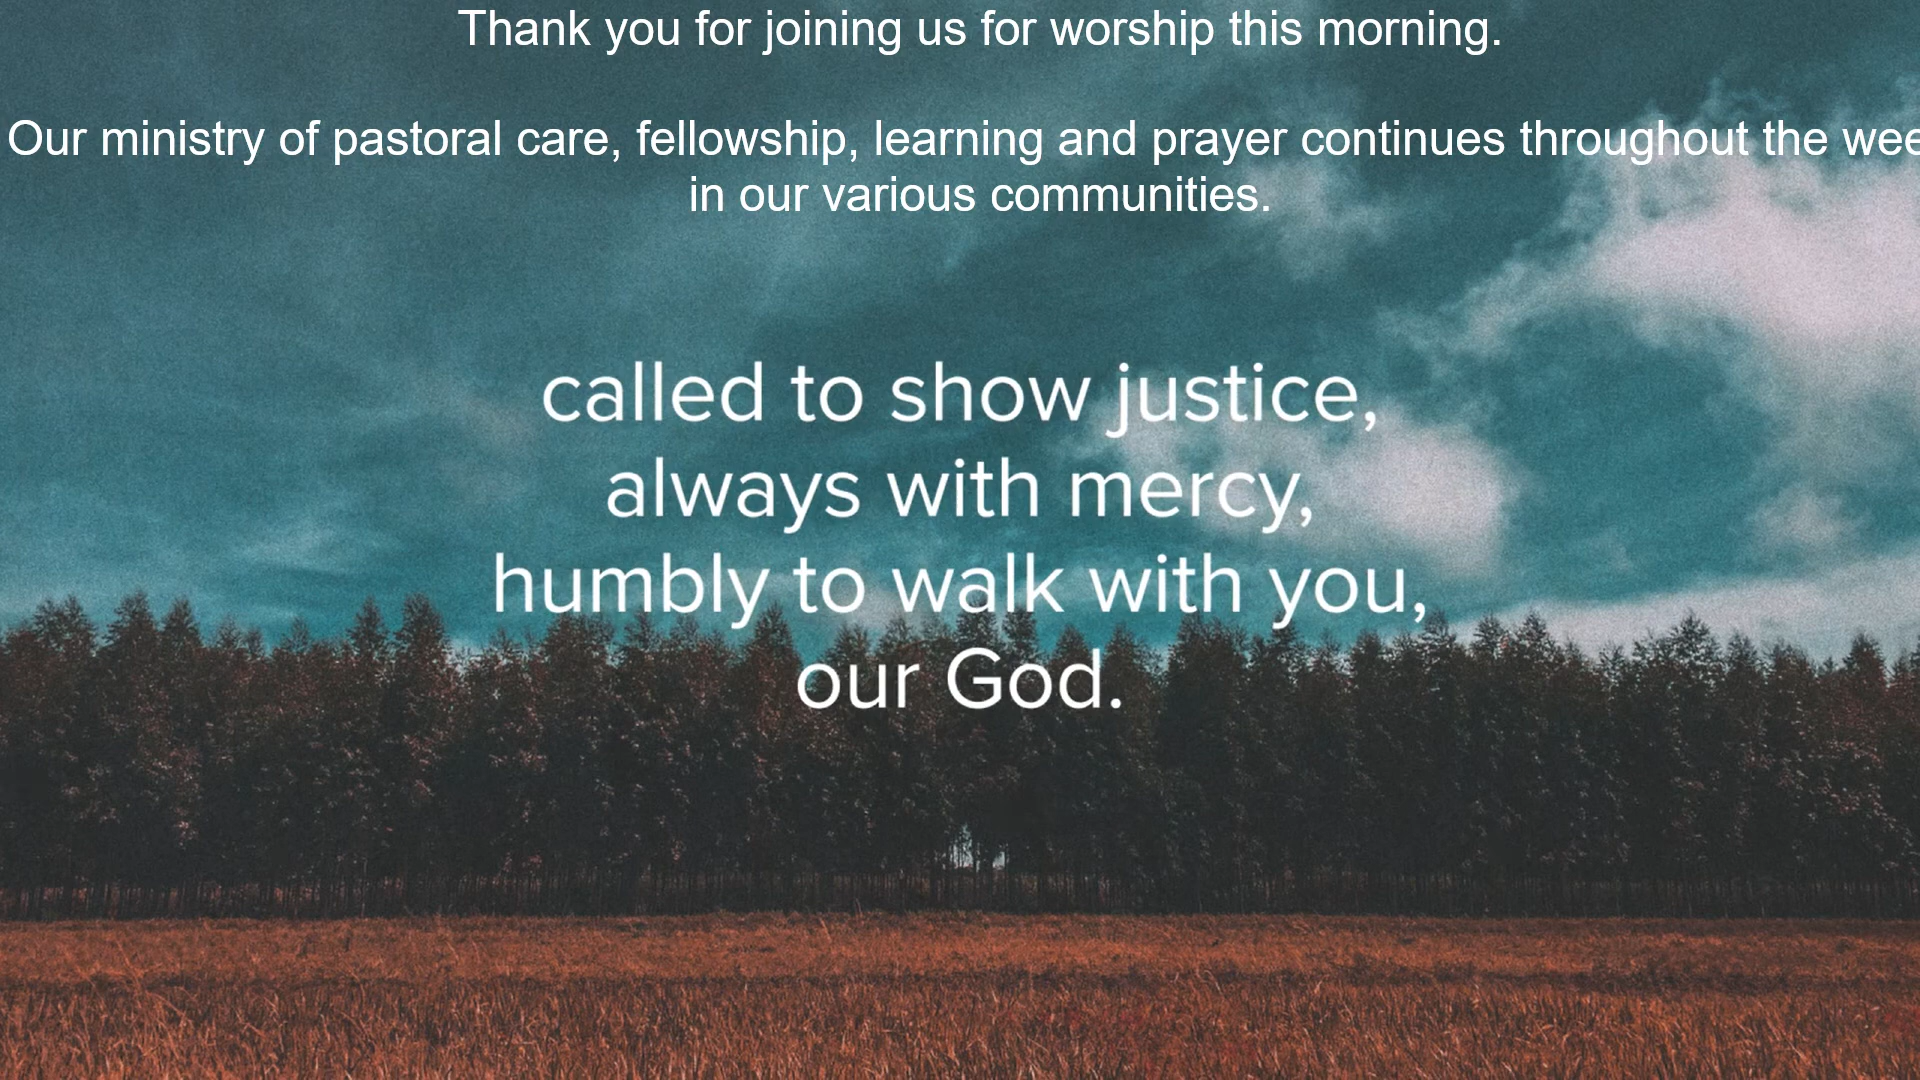 Thank you for joining us for worship this morning.
Our ministry of pastoral care, fellowship, learning and prayer continues throughout the wee
in our various communities.
called to show justice,
always with mercy,
humbly to walk with you,
our God.